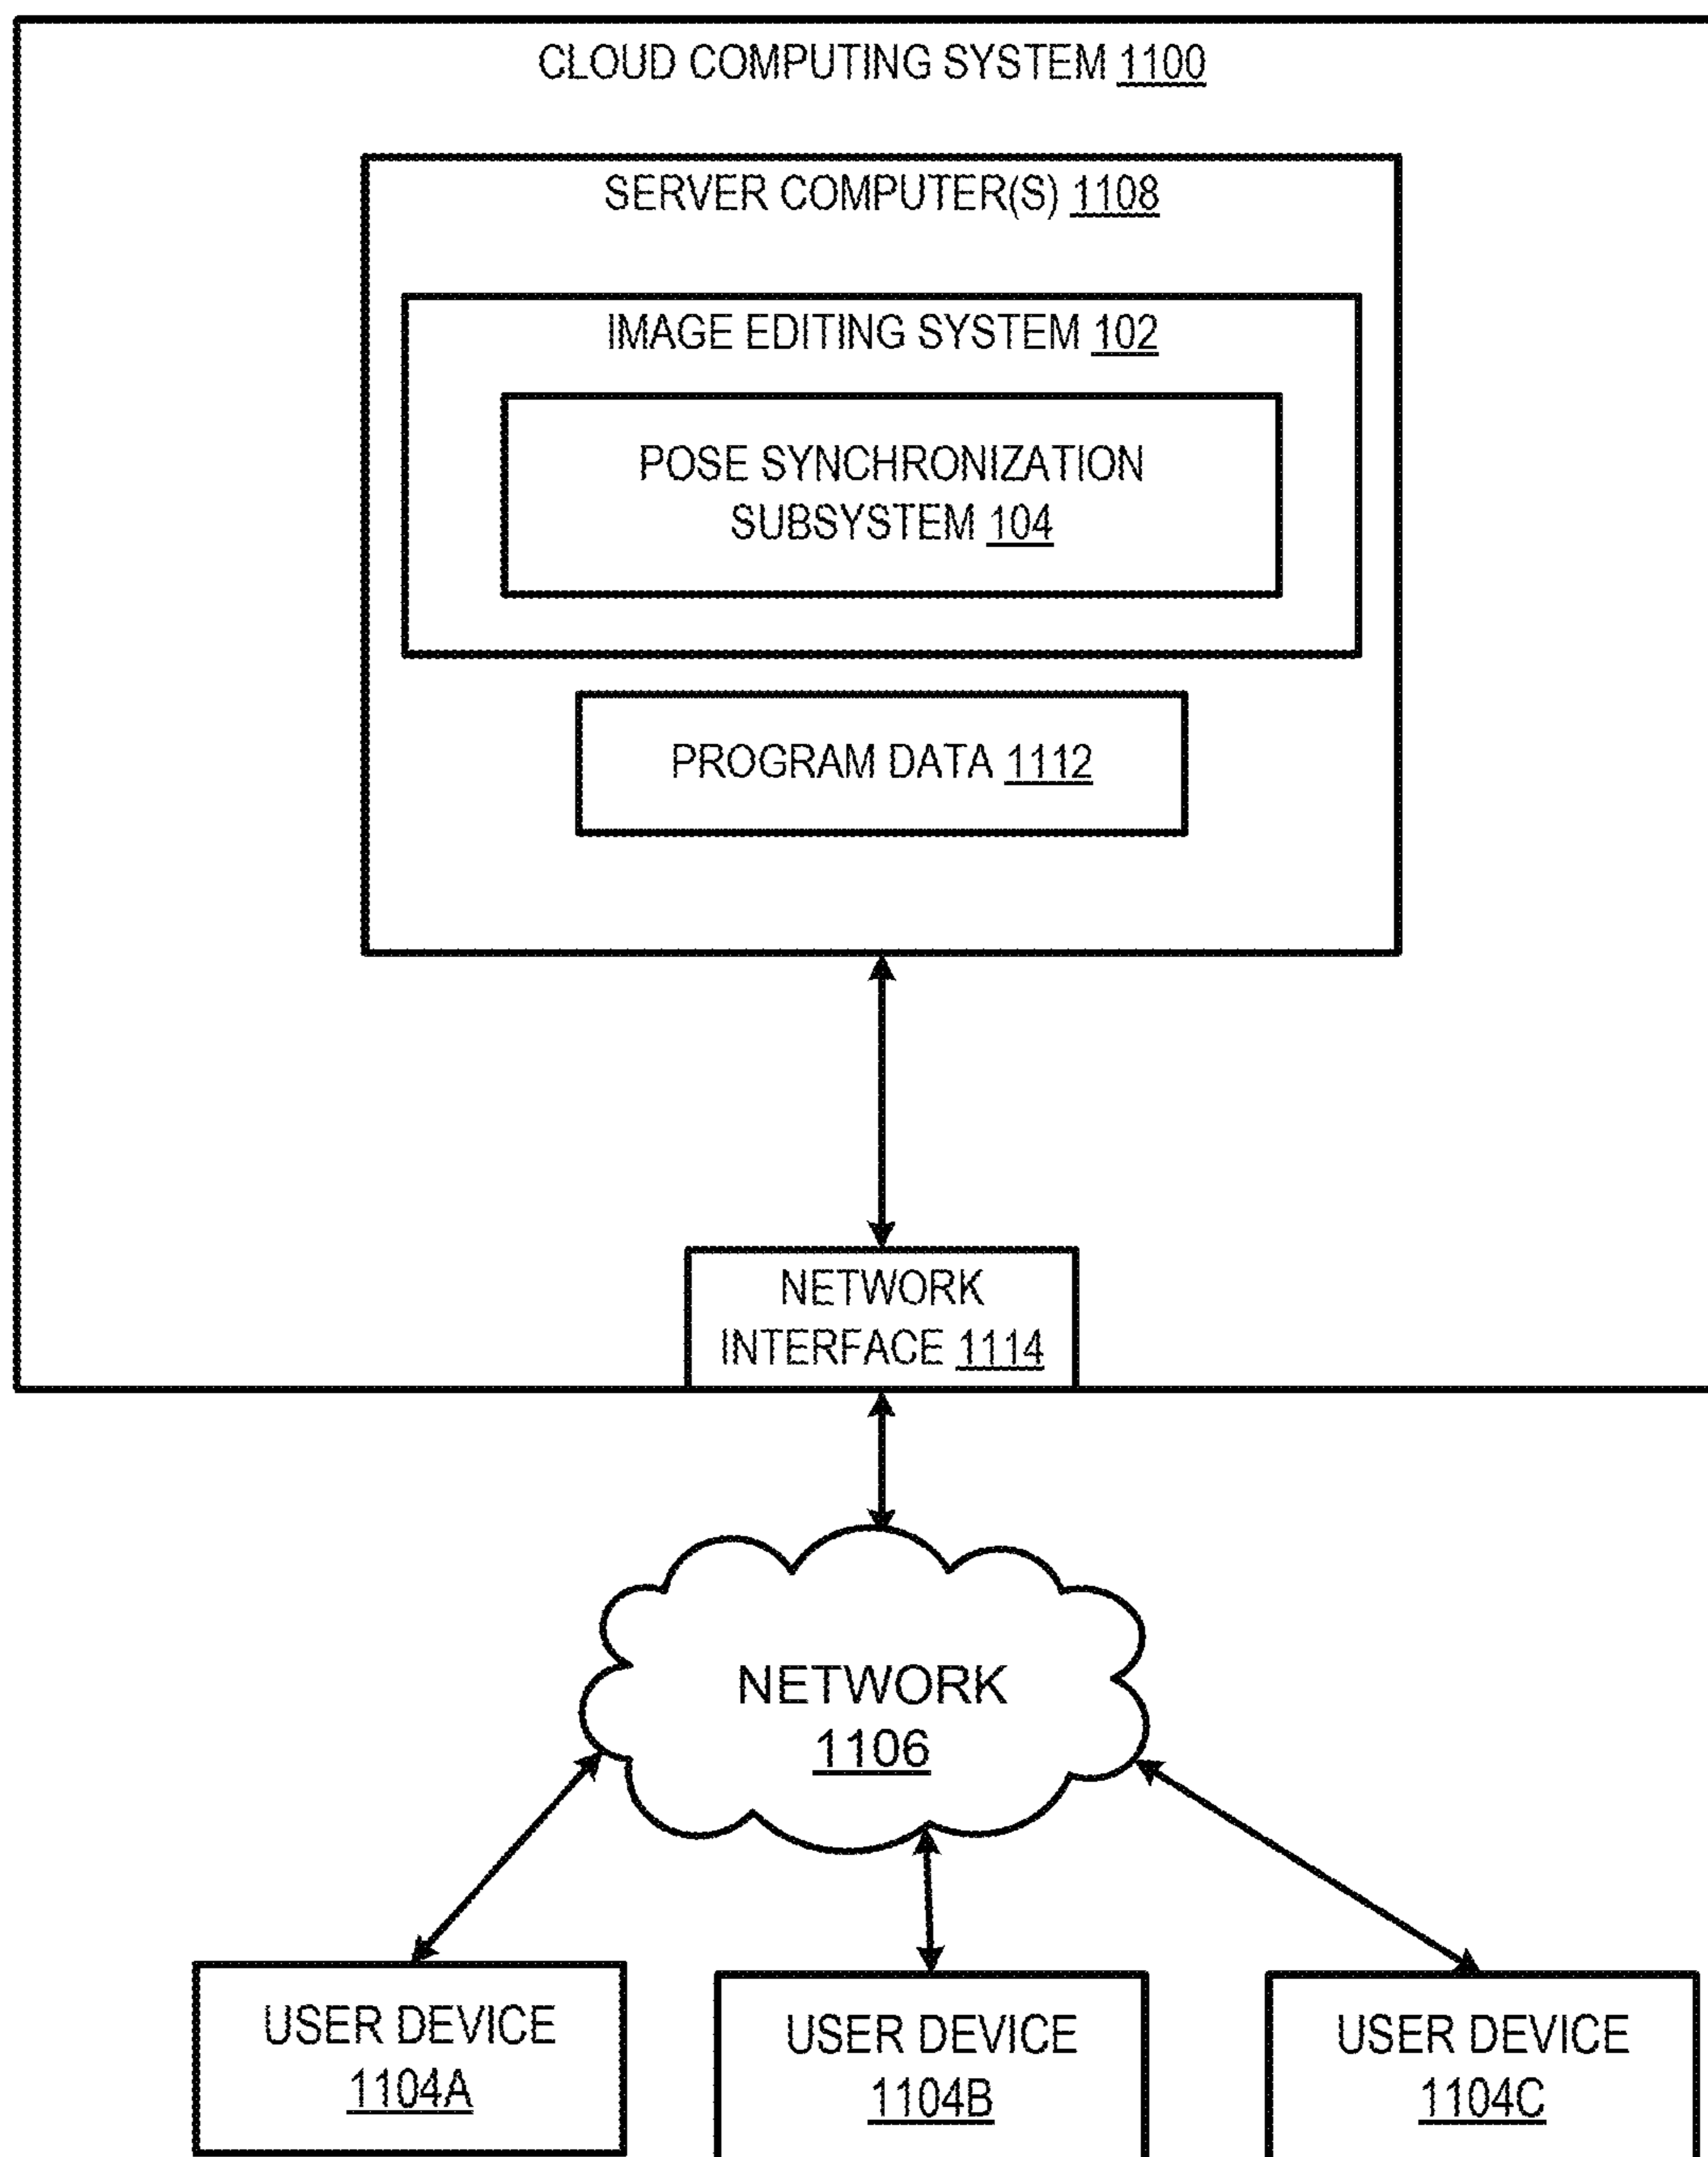 CLOUD COMPUTING SYSTEM 1100
SERVER COMPUTER(S) 1108
IMAGE EDITING SYSTEM 102
POSE SYNCHRONIZATION
SUBSYSTEM 104
PROGRAM DATA 1112
NETWORK
INTERFACE 1114
NETWORK
1106
USER DEVICE
1104A
USER DEVICE
1104B
USER DEVICE
1104C